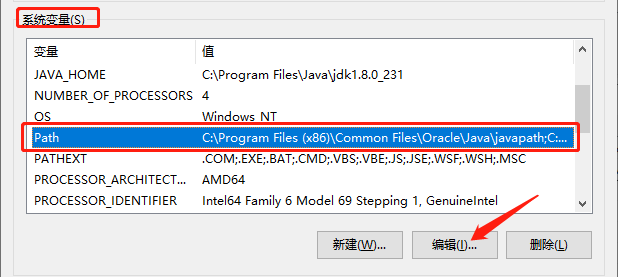 系统变量(S)
变量 值
JAVA_HOME C:\Program Files\Java\jdk1.8.0_231
NUMBER_OF_PROCESSORS 4
OS Windows_NT
Path C:\Program Files (x86)\Common Files\Oracle\Java\javapath;C:...
PATHEXT .COM;.EXE;.BAT;.CMD;.VBS;.VBE;.JS;.JSE;.WSF;.WSH;.MSC
PROCESSOR_ARCHITECT... AMD64
PROCESSOR_IDENTIFIER Intel64 Family 6 Model 69 Stepping 1, GenuineIntel
新建(W)... 编辑(I)... 删除(L)